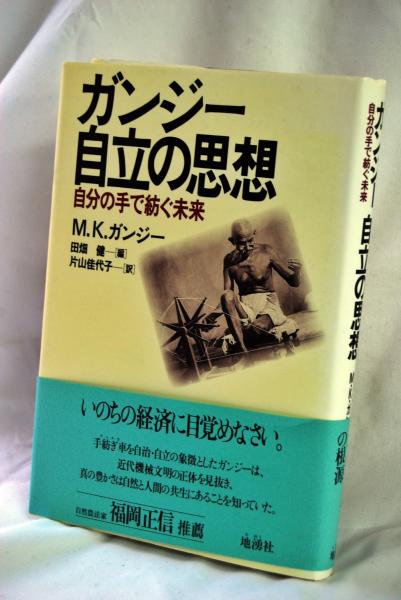 ガンジー
自立の思想
自分の手で紡ぐ未来
M.K.ガンジー
田畑 健—[編]
片山佳代子—[訳]
いのちの経済に目覚めなさい。
手紡ぎ車を自治・自立の象徴としたガンジーは、
近代機械文明の正体を見抜き、
真の豊かさは自然と人間の共生にあることを知っていた。
自然農法家 福岡正信 推薦
地湧社
ガンジー 自立の思想
自分の手で紡ぐ未来
の根源